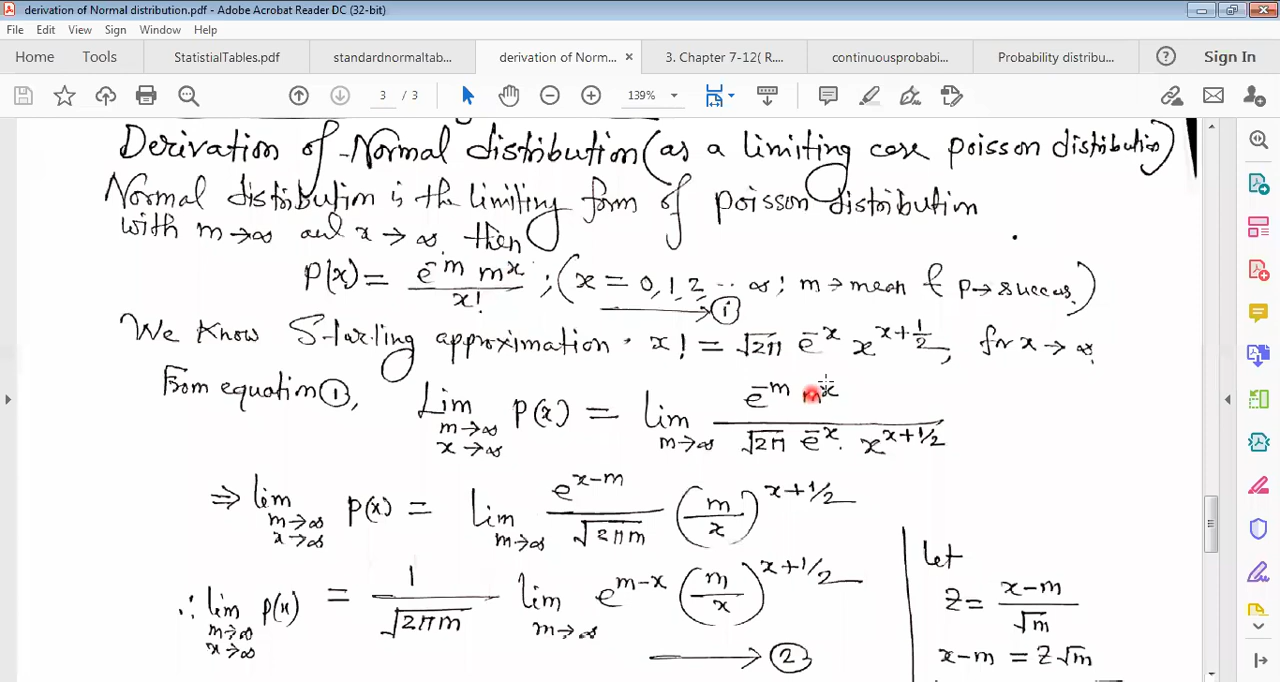 derivation of Normal distribution.pdf - Adobe Acrobat Reader DC (32-bit)
File Edit View Sign Window Help
Home Tools StatistialTables.pdf standardnormaltab... derivation of Norm... × 3. Chapter 7-12( R.... continuousprobabi... Probability distribu... Sign In
3 / 3 139%
Derivation of Normal distribution (as a limiting case poisson distribution)
Normal distribution is the limiting form of poisson distribution
with m→∞ and x→∞, then
P(x) = e^-m m^x / x! ; (x = 0,1,2 ... ∞; m→mean & p→succes.) → ①
We know Starling approximation. x! = √2π e^-x x^(x+1/2), for x→∞.
From equation ①, Lim m→∞ x→∞ P(x) = lim m→∞ e^-m m^x / √2π e^-x. x^(x+1/2)
⇒ lim m→∞ x→∞ P(x) = lim m→∞ e^(x-m) / √2πm (m/x)^(x+1/2)
∴ lim m→∞ x→∞ P(x) = 1/√2πm lim m→∞ e^(m-x) (m/x)^(x+1/2) → ②
let
Z = x-m / √m
x-m = Z√m